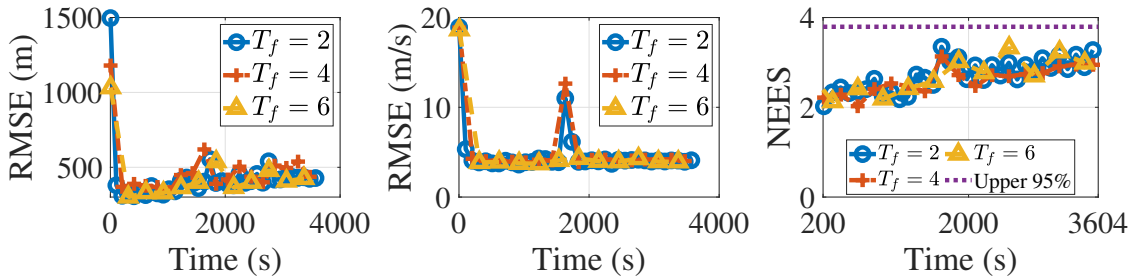 1500
1000
500
0
2000
4000
RMSE (m)
Time (s)
T_f = 2
T_f = 4
T_f = 6
20
10
0
0
2000
4000
RMSE (m/s)
Time (s)
T_f = 2
T_f = 4
T_f = 6
4
2
0
200
2000
3604
NEES
Time (s)
T_f = 2 T_f = 6
T_f = 4 Upper 95%